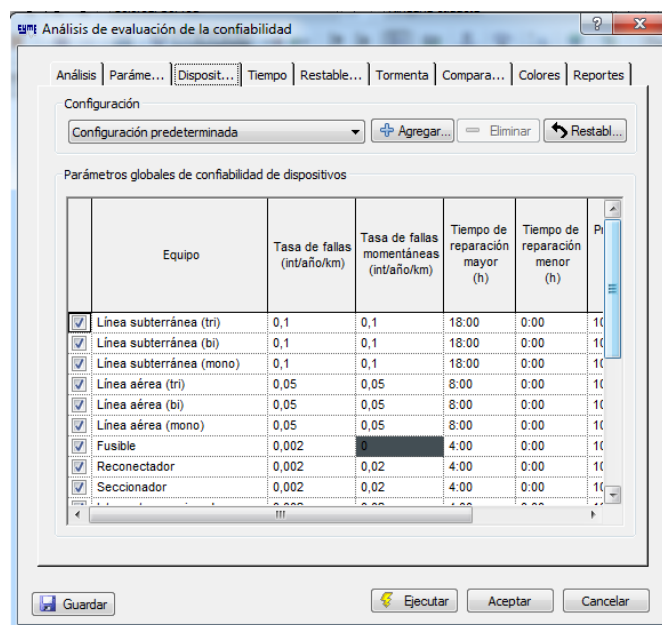 CYME Análisis de evaluación de la confiabilidad
Análisis Paráme... Disposit... Tiempo Restable... Tormenta Compara... Colores Reportes
Configuración
Configuración predeterminada Agregar... Eliminar Restabl...
Parámetros globales de confiabilidad de dispositivos
Equipo Tasa de fallas (int/año/km) Tasa de fallas momentáneas (int/año/km) Tiempo de reparación mayor (h) Tiempo de reparación menor (h)
Línea subterránea (tri) 0,1 0,1 18:00 0:00
Línea subterránea (bi) 0,1 0,1 18:00 0:00
Línea subterránea (mono) 0,1 0,1 18:00 0:00
Línea aérea (tri) 0,05 0,05 8:00 0:00
Línea aérea (bi) 0,05 0,05 8:00 0:00
Línea aérea (mono) 0,05 0,05 8:00 0:00
Fusible 0,002 0 4:00 0:00
Reconectador 0,002 0,02 4:00 0:00
Seccionador 0,002 0,02 4:00 0:00
Guardar Ejecutar Aceptar Cancelar